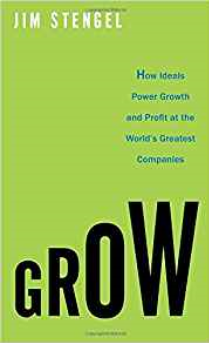 JIM STENGEL
How Ideals
Power Growth
and Profit at the
World's Greatest
Companies
GROW